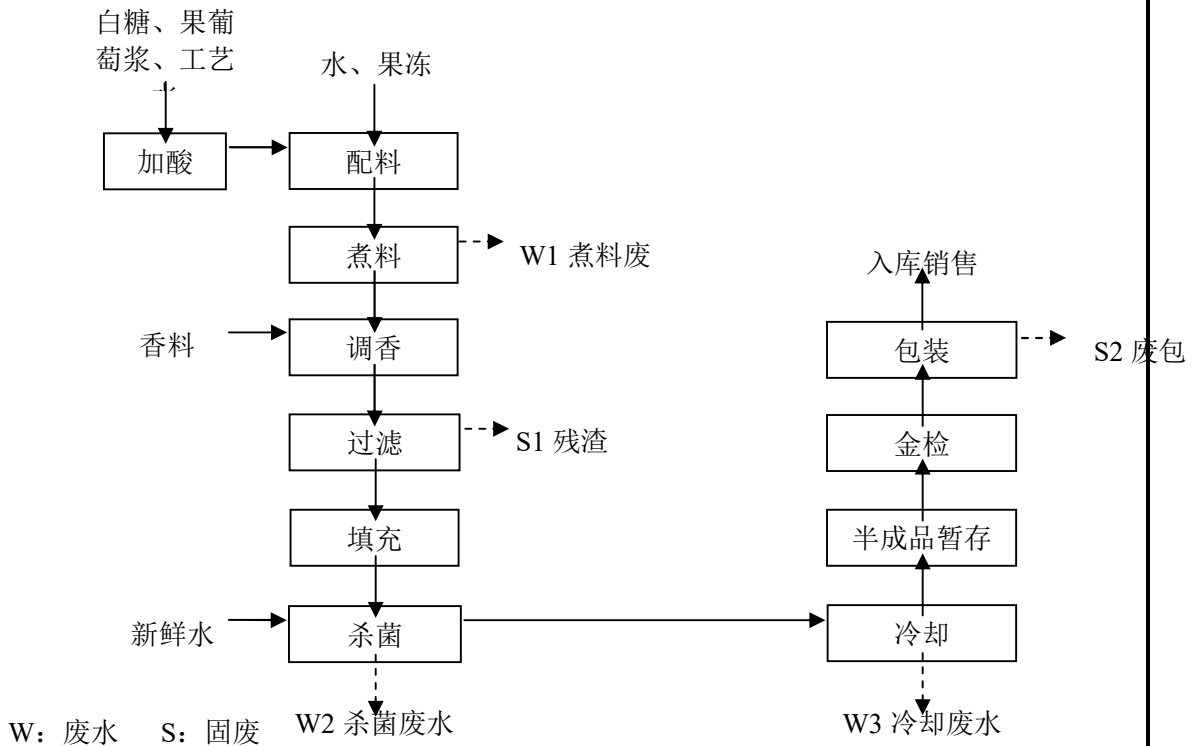 白糖、果葡
萄浆、工艺
水、果冻
加酸
配料
煮料
W1 煮料废
入库销售
香料
调香
包装
S2 废包
过滤
S1 残渣
金检
填充
半成品暂存
新鲜水
杀菌
冷却
W2 杀菌废水
W3 冷却废水
W：废水 S：固废